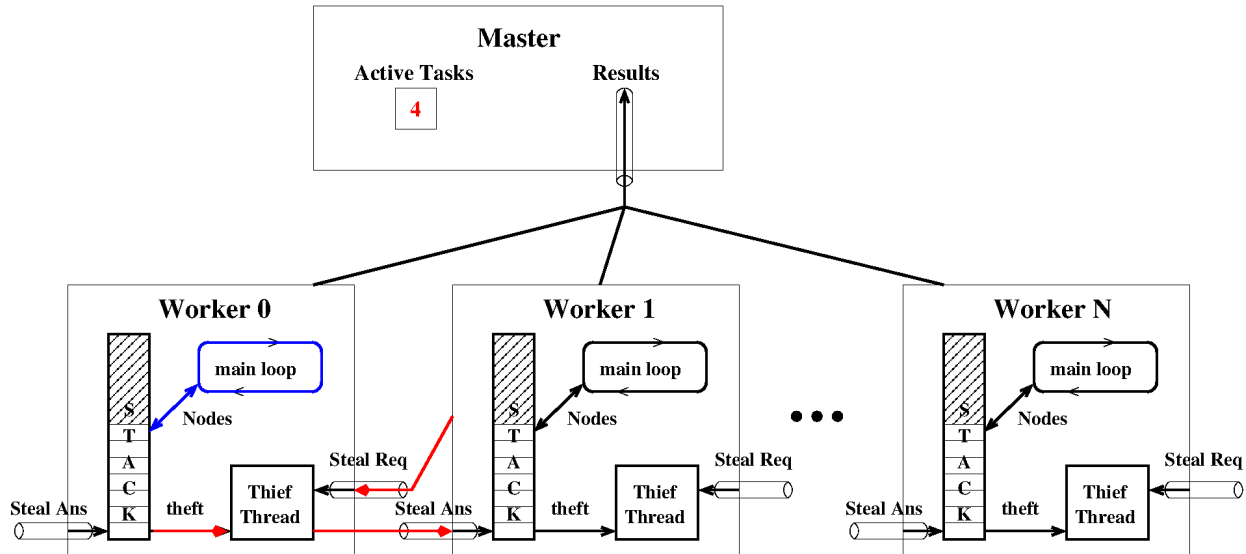 Master
Active Tasks
Results
4
Worker 0
main loop
Nodes
S
T
A
C
K
Steal Req
Steal Ans
theft
Thief
Thread
Worker 1
main loop
Nodes
S
T
A
C
K
Steal Req
Steal Ans
theft
Thief
Thread
Worker N
main loop
Nodes
S
T
A
C
K
Steal Req
Steal Ans
theft
Thief
Thread